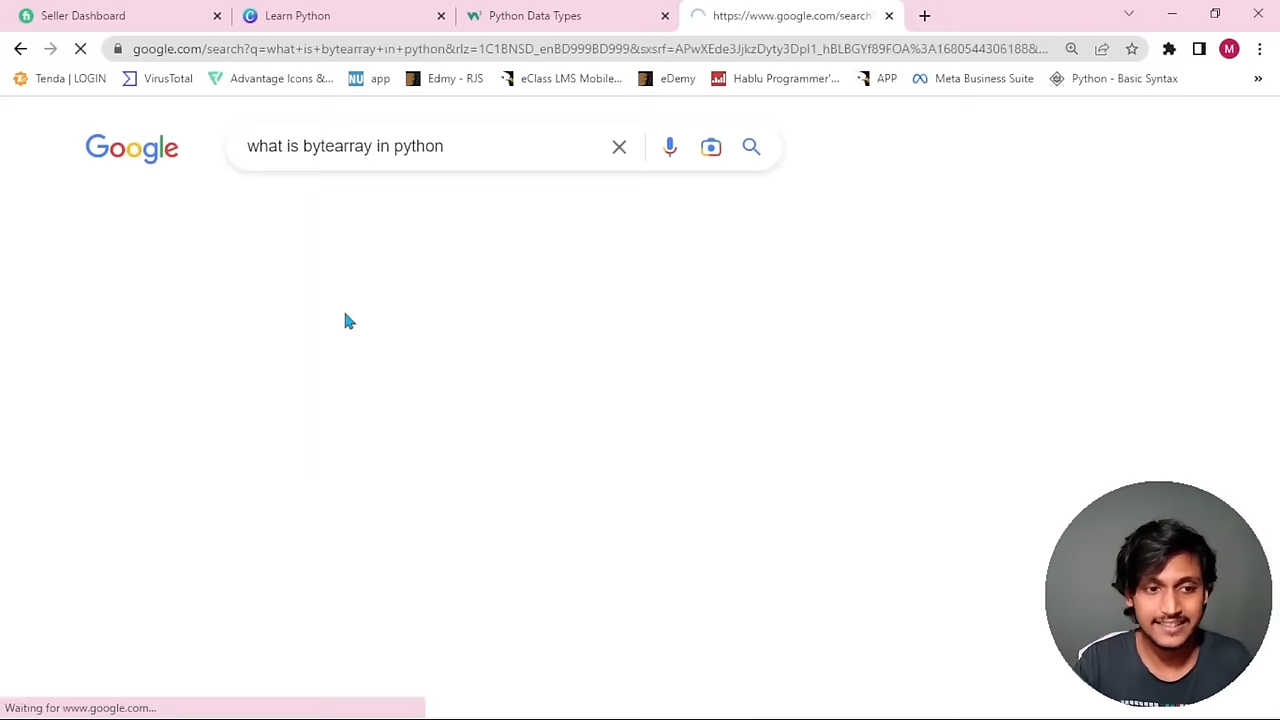 Seller Dashboard
Learn Python
Python Data Types
https://www.google.com/search?
google.com/search?q=what+is+bytearray+in+python&rlz=1C1BNSD_enBD999BD999&sxsrf=APwXEde3JjkzDyty3Dpl1_hBLBGYf89FOA%3A1680544306188&...
M
Tenda | LOGIN
VirusTotal
Advantage Icons &...
NU app
Edmy - RJS
eClass LMS Mobile...
eDemy
Hablu Programmer'...
APP
Meta Business Suite
Python - Basic Syntax
»
Google
what is bytearray in python
Waiting for www.google.com...